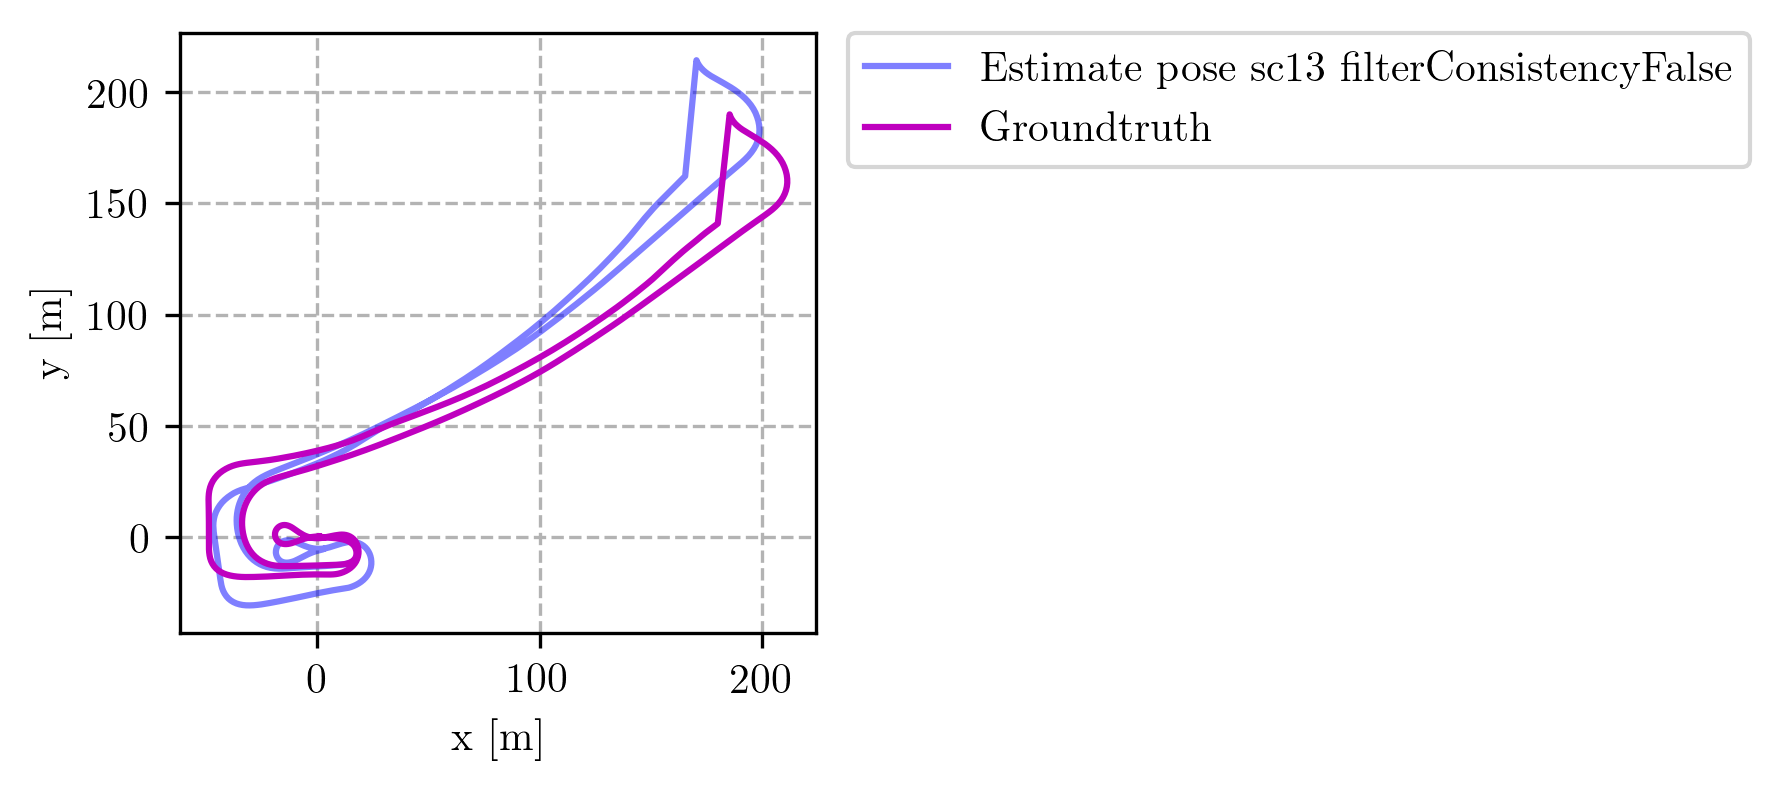 200
150
100
50
0
y [m]
0
100
200
x [m]
Estimate pose sc13 filterConsistencyFalse
Groundtruth